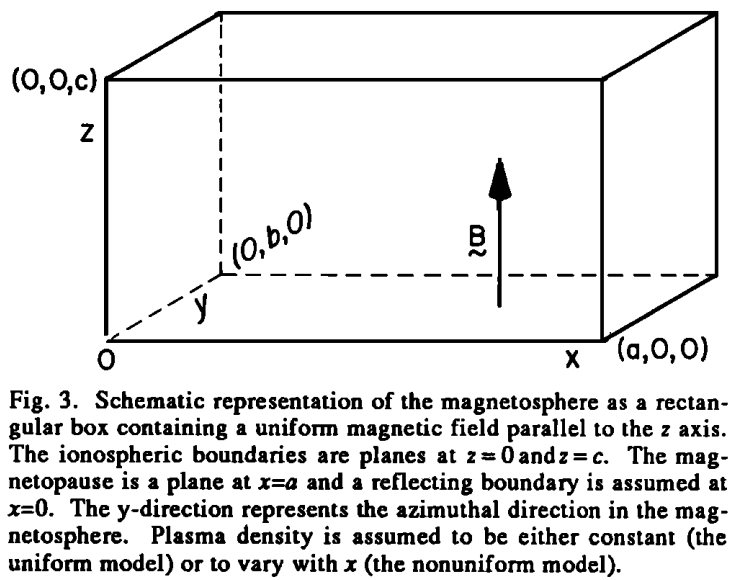 (0,0,c)
z
(0,b,0)
B
y
0
x
(a,0,0)
Fig. 3. Schematic representation of the magnetosphere as a rectan-
gular box containing a uniform magnetic field parallel to the z axis.
The ionospheric boundaries are planes at z=0 and z=c. The mag-
netopause is a plane at x=a and a reflecting boundary is assumed at
x=0. The y-direction represents the azimuthal direction in the mag-
netosphere. Plasma density is assumed to be either constant (the
uniform model) or to vary with x (the nonuniform model).